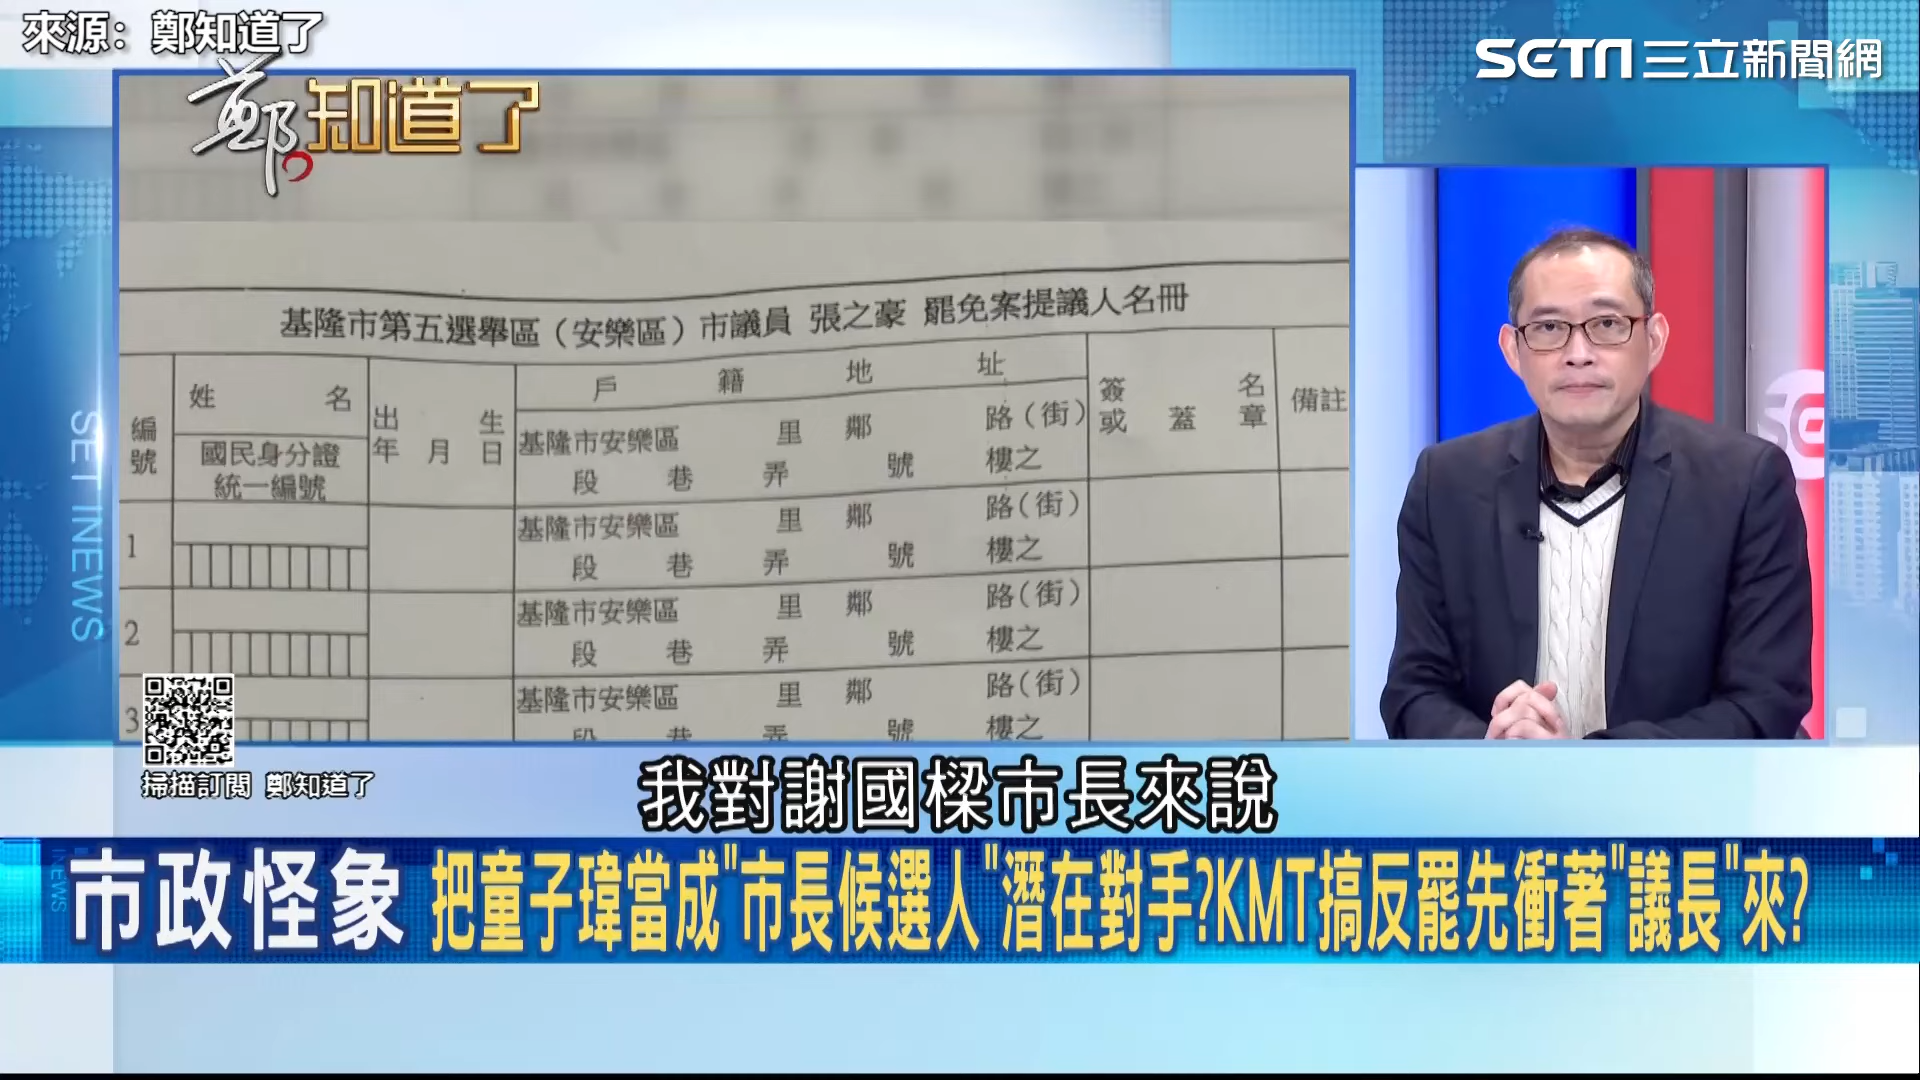 來源：鄭知道了
SETN三立新聞網
鄭知道了
基隆市第五選舉區（安樂區）市議員 張之豪 罷免案提議人名冊
編號
姓名
國民身分證
統一編號
出生
年月日
戶籍地址
簽名
或蓋章
備註
基隆市安樂區 里 鄰 路（街）
段 巷 弄 號 樓之
1
基隆市安樂區 里 鄰 路（街）
段 巷 弄 號 樓之
2
基隆市安樂區 里 鄰 路（街）
段 巷 弄 號 樓之
3
基隆市安樂區 里 鄰 路（街）
段 巷 弄 號 樓之
SET iNEWS
掃描訂閱 鄭知道了
我對謝國樑市長來說
市政怪象 把童子瑋當成"市長候選人"潛在對手?KMT搞反罷先衝著"議長"來?